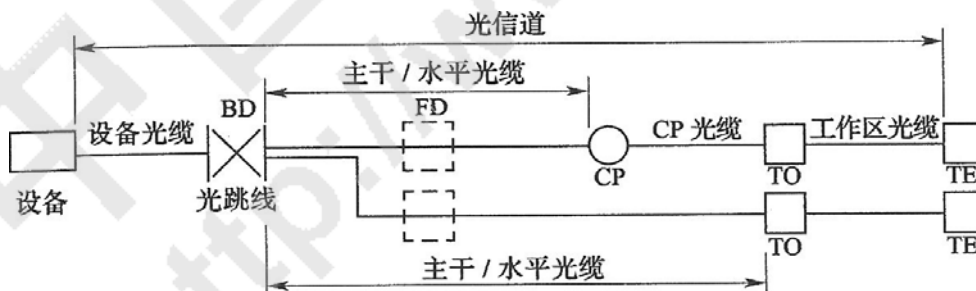 光信道
主干 / 水平光缆
BD
FD
设备光缆
CP 光缆
工作区光缆
设备
光跳线
CP
TO
TE
TO
TE
主干 / 水平光缆